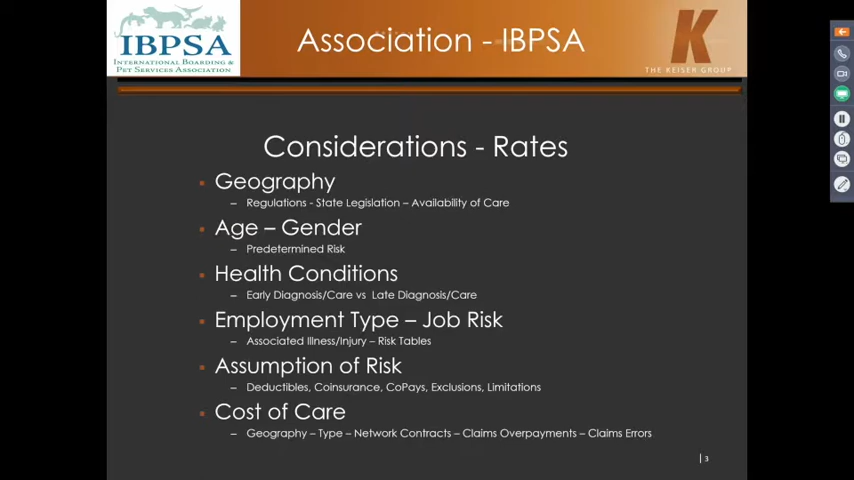 Association - IBPSA
IBPSA
INTERNATIONAL BOARDING &
PET SERVICES ASSOCIATION
K
THE KEISER GROUP
Considerations - Rates
Geography
– Regulations - State Legislation – Availability of Care
Age – Gender
– Predetermined Risk
Health Conditions
– Early Diagnosis/Care vs Late Diagnosis/Care
Employment Type – Job Risk
– Associated Illness/Injury – Risk Tables
Assumption of Risk
– Deductibles, Coinsurance, CoPays, Exclusions, Limitations
Cost of Care
– Geography – Type – Network Contracts – Claims Overpayments – Claims Errors
| 3